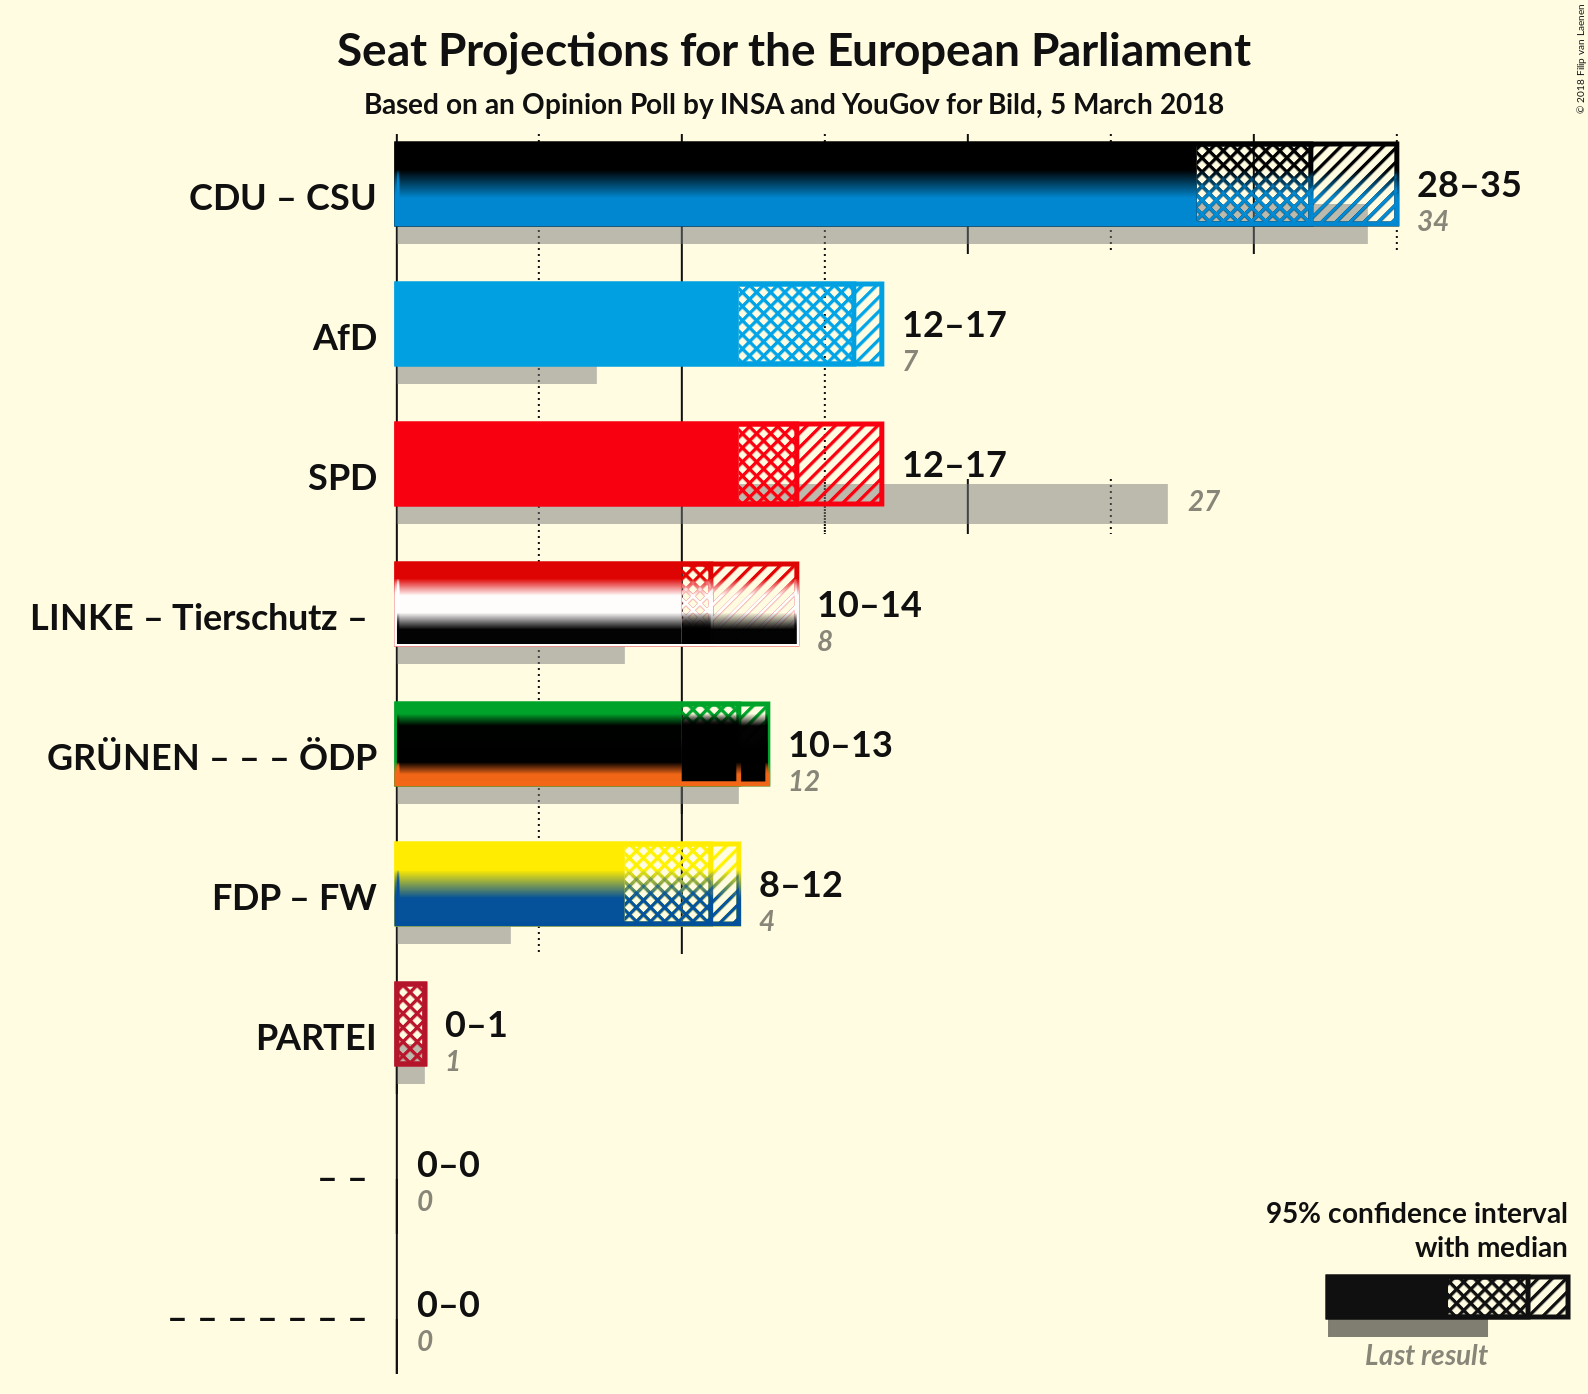 Seat Projections for the European Parliament
Based on an Opinion Poll by INSA and YouGov for Bild, 5 March 2018
© 2018 Filip van Laenen
CDU – CSU
28–35
34
AfD
12–17
7
SPD
12–17
27
LINKE – Tierschutz –
10–14
8
GRÜNEN – – – ÖDP
10–13
12
FDP – FW
8–12
4
PARTEI
0–1
1
– –
0–0
0
– – – – – – –
0–0
0
95% confidence interval
with median
Last result